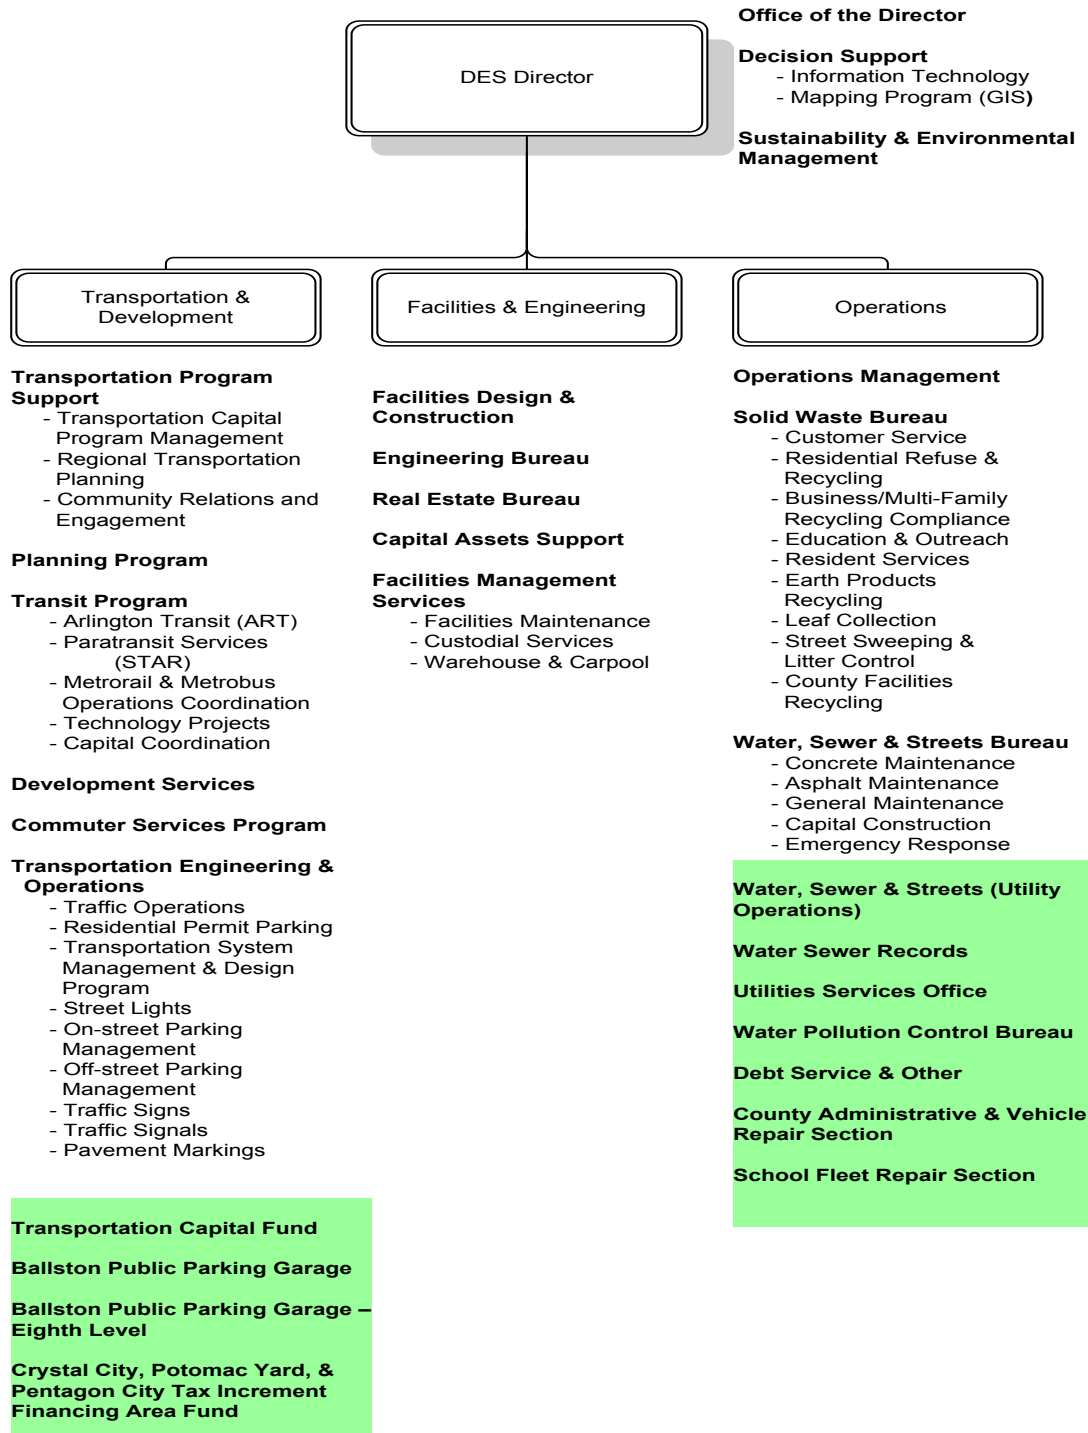 DES Director
Office of the Director
Decision Support
- Information Technology
- Mapping Program (GIS)
Sustainability & Environmental
Management
Transportation &
Development
Transportation Program
Support
- Transportation Capital
Program Management
- Regional Transportation
Planning
- Community Relations and
Engagement
Planning Program
Transit Program
- Arlington Transit (ART)
- Paratransit Services
(STAR)
- Metrorail & Metrobus
Operations Coordination
- Technology Projects
- Capital Coordination
Development Services
Commuter Services Program
Transportation Engineering &
Operations
- Traffic Operations
- Residential Permit Parking
- Transportation System
Management & Design
Program
- Street Lights
- On-street Parking
Management
- Off-street Parking
Management
- Traffic Signs
- Traffic Signals
- Pavement Markings
Transportation Capital Fund
Ballston Public Parking Garage
Ballston Public Parking Garage –
Eighth Level
Crystal City, Potomac Yard, &
Pentagon City Tax Increment
Financing Area Fund
Facilities & Engineering
Facilities Design &
Construction
Engineering Bureau
Real Estate Bureau
Capital Assets Support
Facilities Management
Services
- Facilities Maintenance
- Custodial Services
- Warehouse & Carpool
Operations
Operations Management
Solid Waste Bureau
- Customer Service
- Residential Refuse &
Recycling
- Business/Multi-Family
Recycling Compliance
- Education & Outreach
- Resident Services
- Earth Products
Recycling
- Leaf Collection
- Street Sweeping &
Litter Control
- County Facilities
Recycling
Water, Sewer & Streets Bureau
- Concrete Maintenance
- Asphalt Maintenance
- General Maintenance
- Capital Construction
- Emergency Response
Water, Sewer & Streets (Utility
Operations)
Water Sewer Records
Utilities Services Office
Water Pollution Control Bureau
Debt Service & Other
County Administrative & Vehicle
Repair Section
School Fleet Repair Section